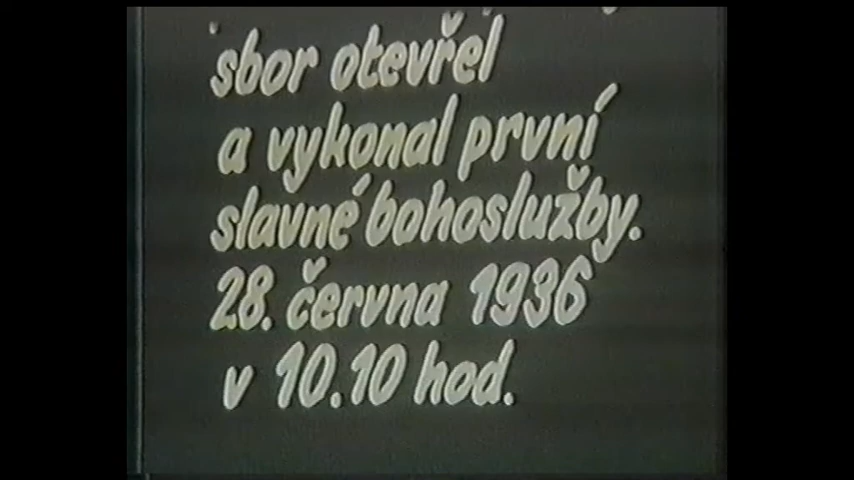 sbor otevřel
a vykonal první
slavné bohoslužby.
28. června 1936
v 10.10 hod.